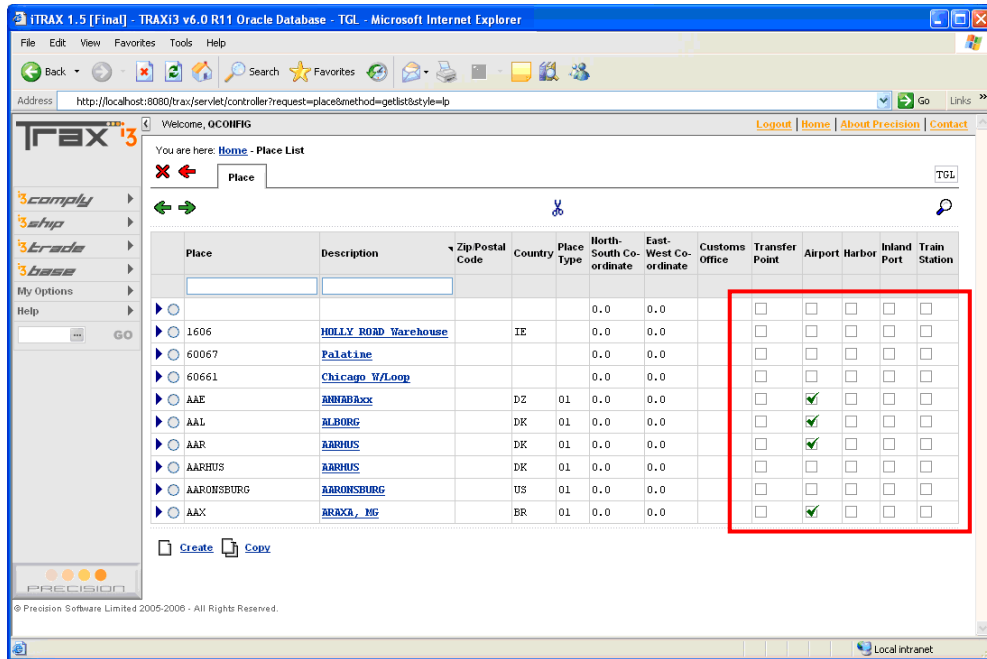 iTRAX 1.5 [Final] - TRAXi3 v6.0 R11 Oracle Database - TGL - Microsoft Internet Explorer
File Edit View Favorites Tools Help
Back Search Favorites
Address http://localhost:8080/trax/servlet/controller?request=place&method=getlist&style=lp Go Links »
Trax i3
Welcome, QCONFIG Logout | Home | About Precision | Contact
You are here: Home - Place List
Place TGL
i3comply
i3ship
i3trade
i3base
My Options
Help
... GO
Place Description Zip/Postal Code Country Place Type North-South Co-ordinate East-West Co-ordinate Customs Office Transfer Point Airport Harbor Inland Port Train Station
0.0 0.0
1606 HOLLY ROAD Warehouse IE 0.0 0.0
60067 Palatine 0.0 0.0
60661 Chicago W/Loop 0.0 0.0
AAE ANNABAxx DZ 01 0.0 0.0
AAL ALBORG DK 01 0.0 0.0
AAR AARHUS DK 01 0.0 0.0
AARHUS AARHUS DK 01 0.0 0.0
AARONSBURG AARONSBURG US 01 0.0 0.0
AAX ARAXA, MG BR 01 0.0 0.0
Create Copy
PRECISION
© Precision Software Limited 2005-2006 - All Rights Reserved.
Local intranet